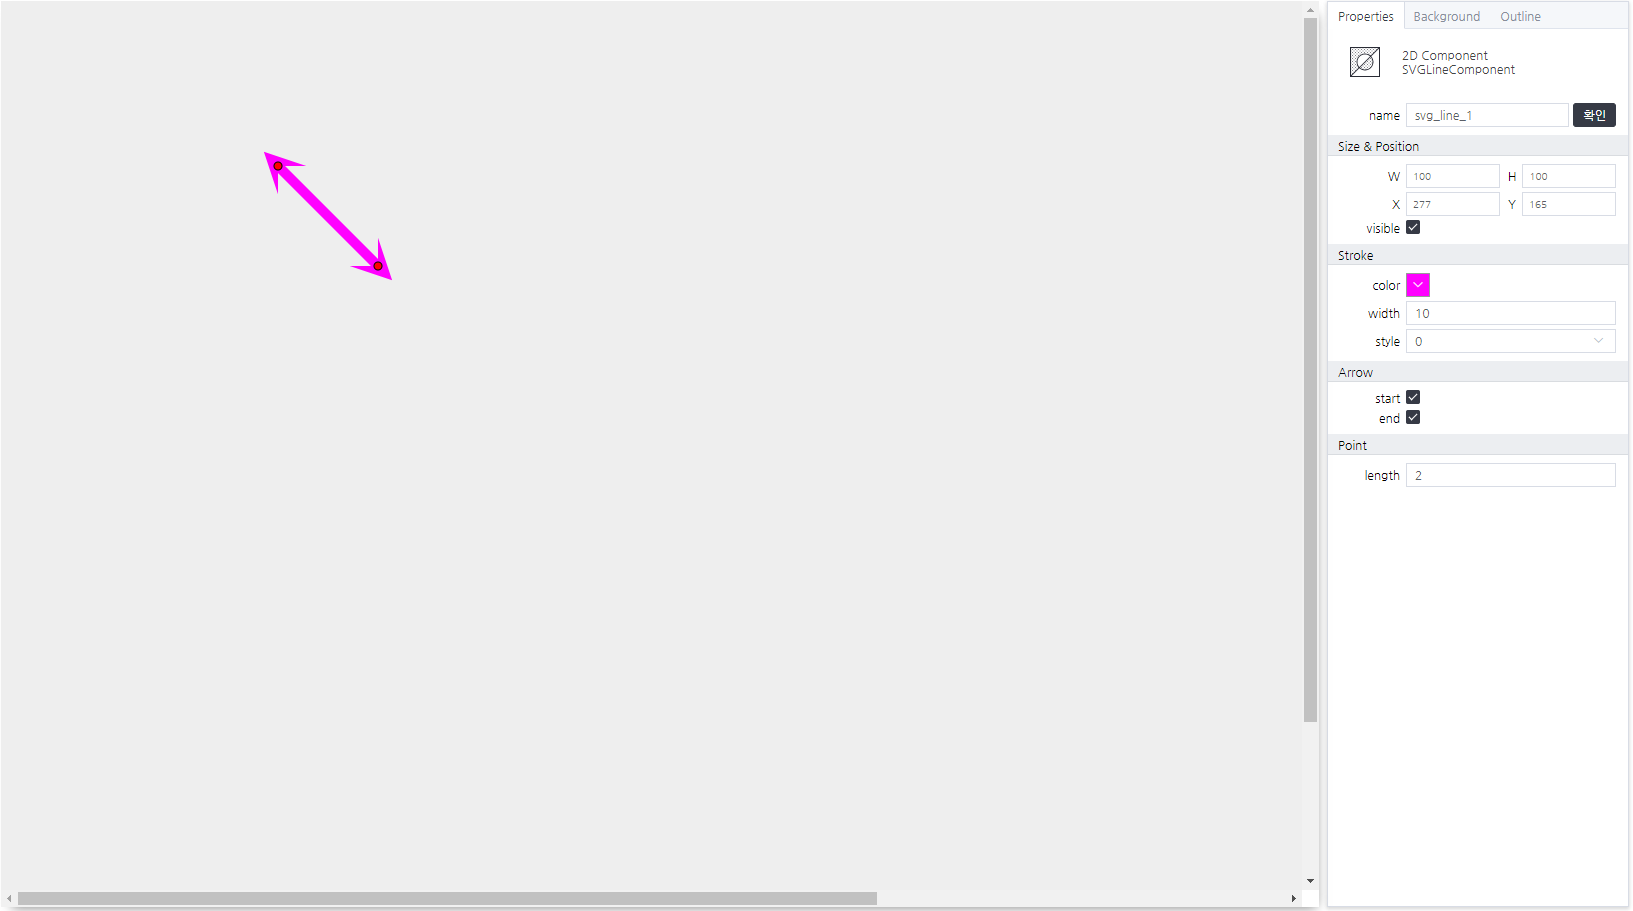 Properties Background Outline
2D Component
SVGLineComponent
name svg_line_1 확인
Size & Position
W 100 H 100
X 277 Y 165
visible
Stroke
color
width 10
style 0
Arrow
start
end
Point
length 2